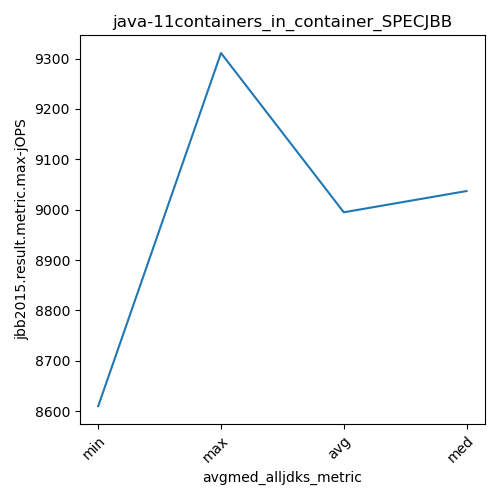 java-11containers_in_container_SPECJBB
jbb2015.result.metric.max-jOPS
9300
9200
9100
9000
8900
8800
8700
8600
min
max
avg
med
avgmed_alljdks_metric